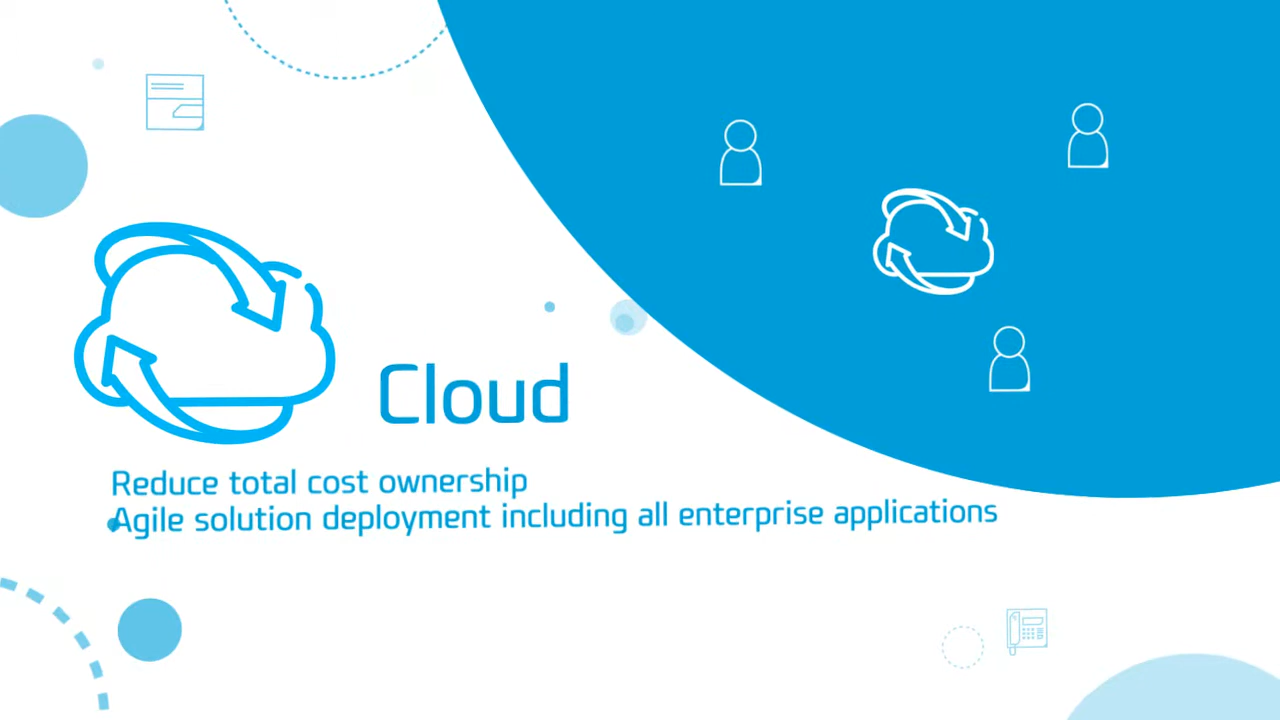 Cloud
Reduce total cost ownership
Agile solution deployment including all enterprise applications